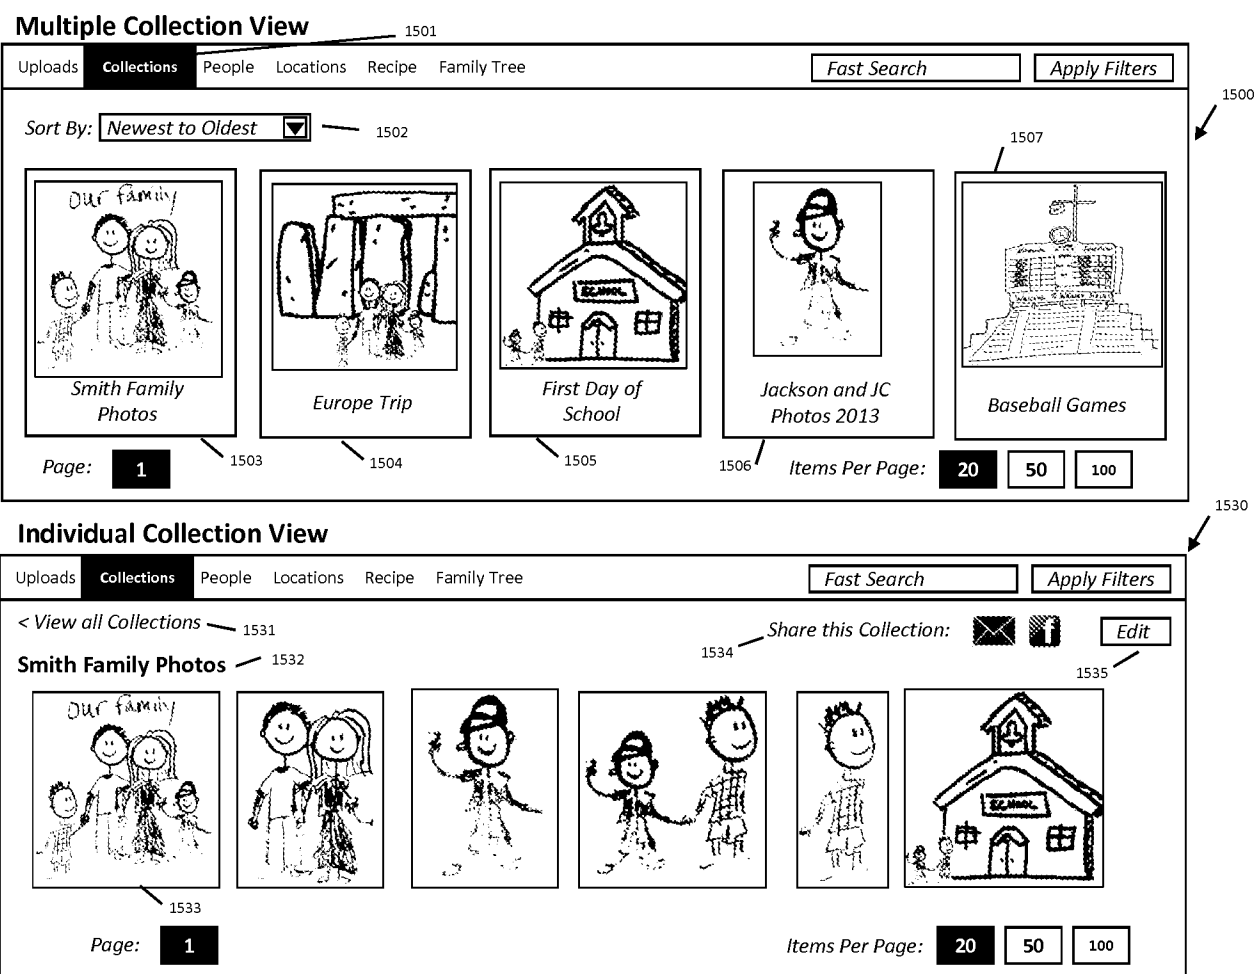 Multiple Collection View
1501
Uploads Collections People Locations Recipe Family Tree Fast Search Apply Filters
1500
Sort By: Newest to Oldest 1502
1507
Our family
SCHOOL
Smith Family
Photos
Europe Trip
First Day of
School
Jackson and JC
Photos 2013
Baseball Games
1503 1504 1505 1506
Page: 1 Items Per Page: 20 50 100
1530
Individual Collection View
Uploads Collections People Locations Recipe Family Tree Fast Search Apply Filters
< View all Collections 1531 1534 Share this Collection: f Edit
Smith Family Photos 1532 1535
Our family
SCHOOL
1533
Page: 1 Items Per Page: 20 50 100